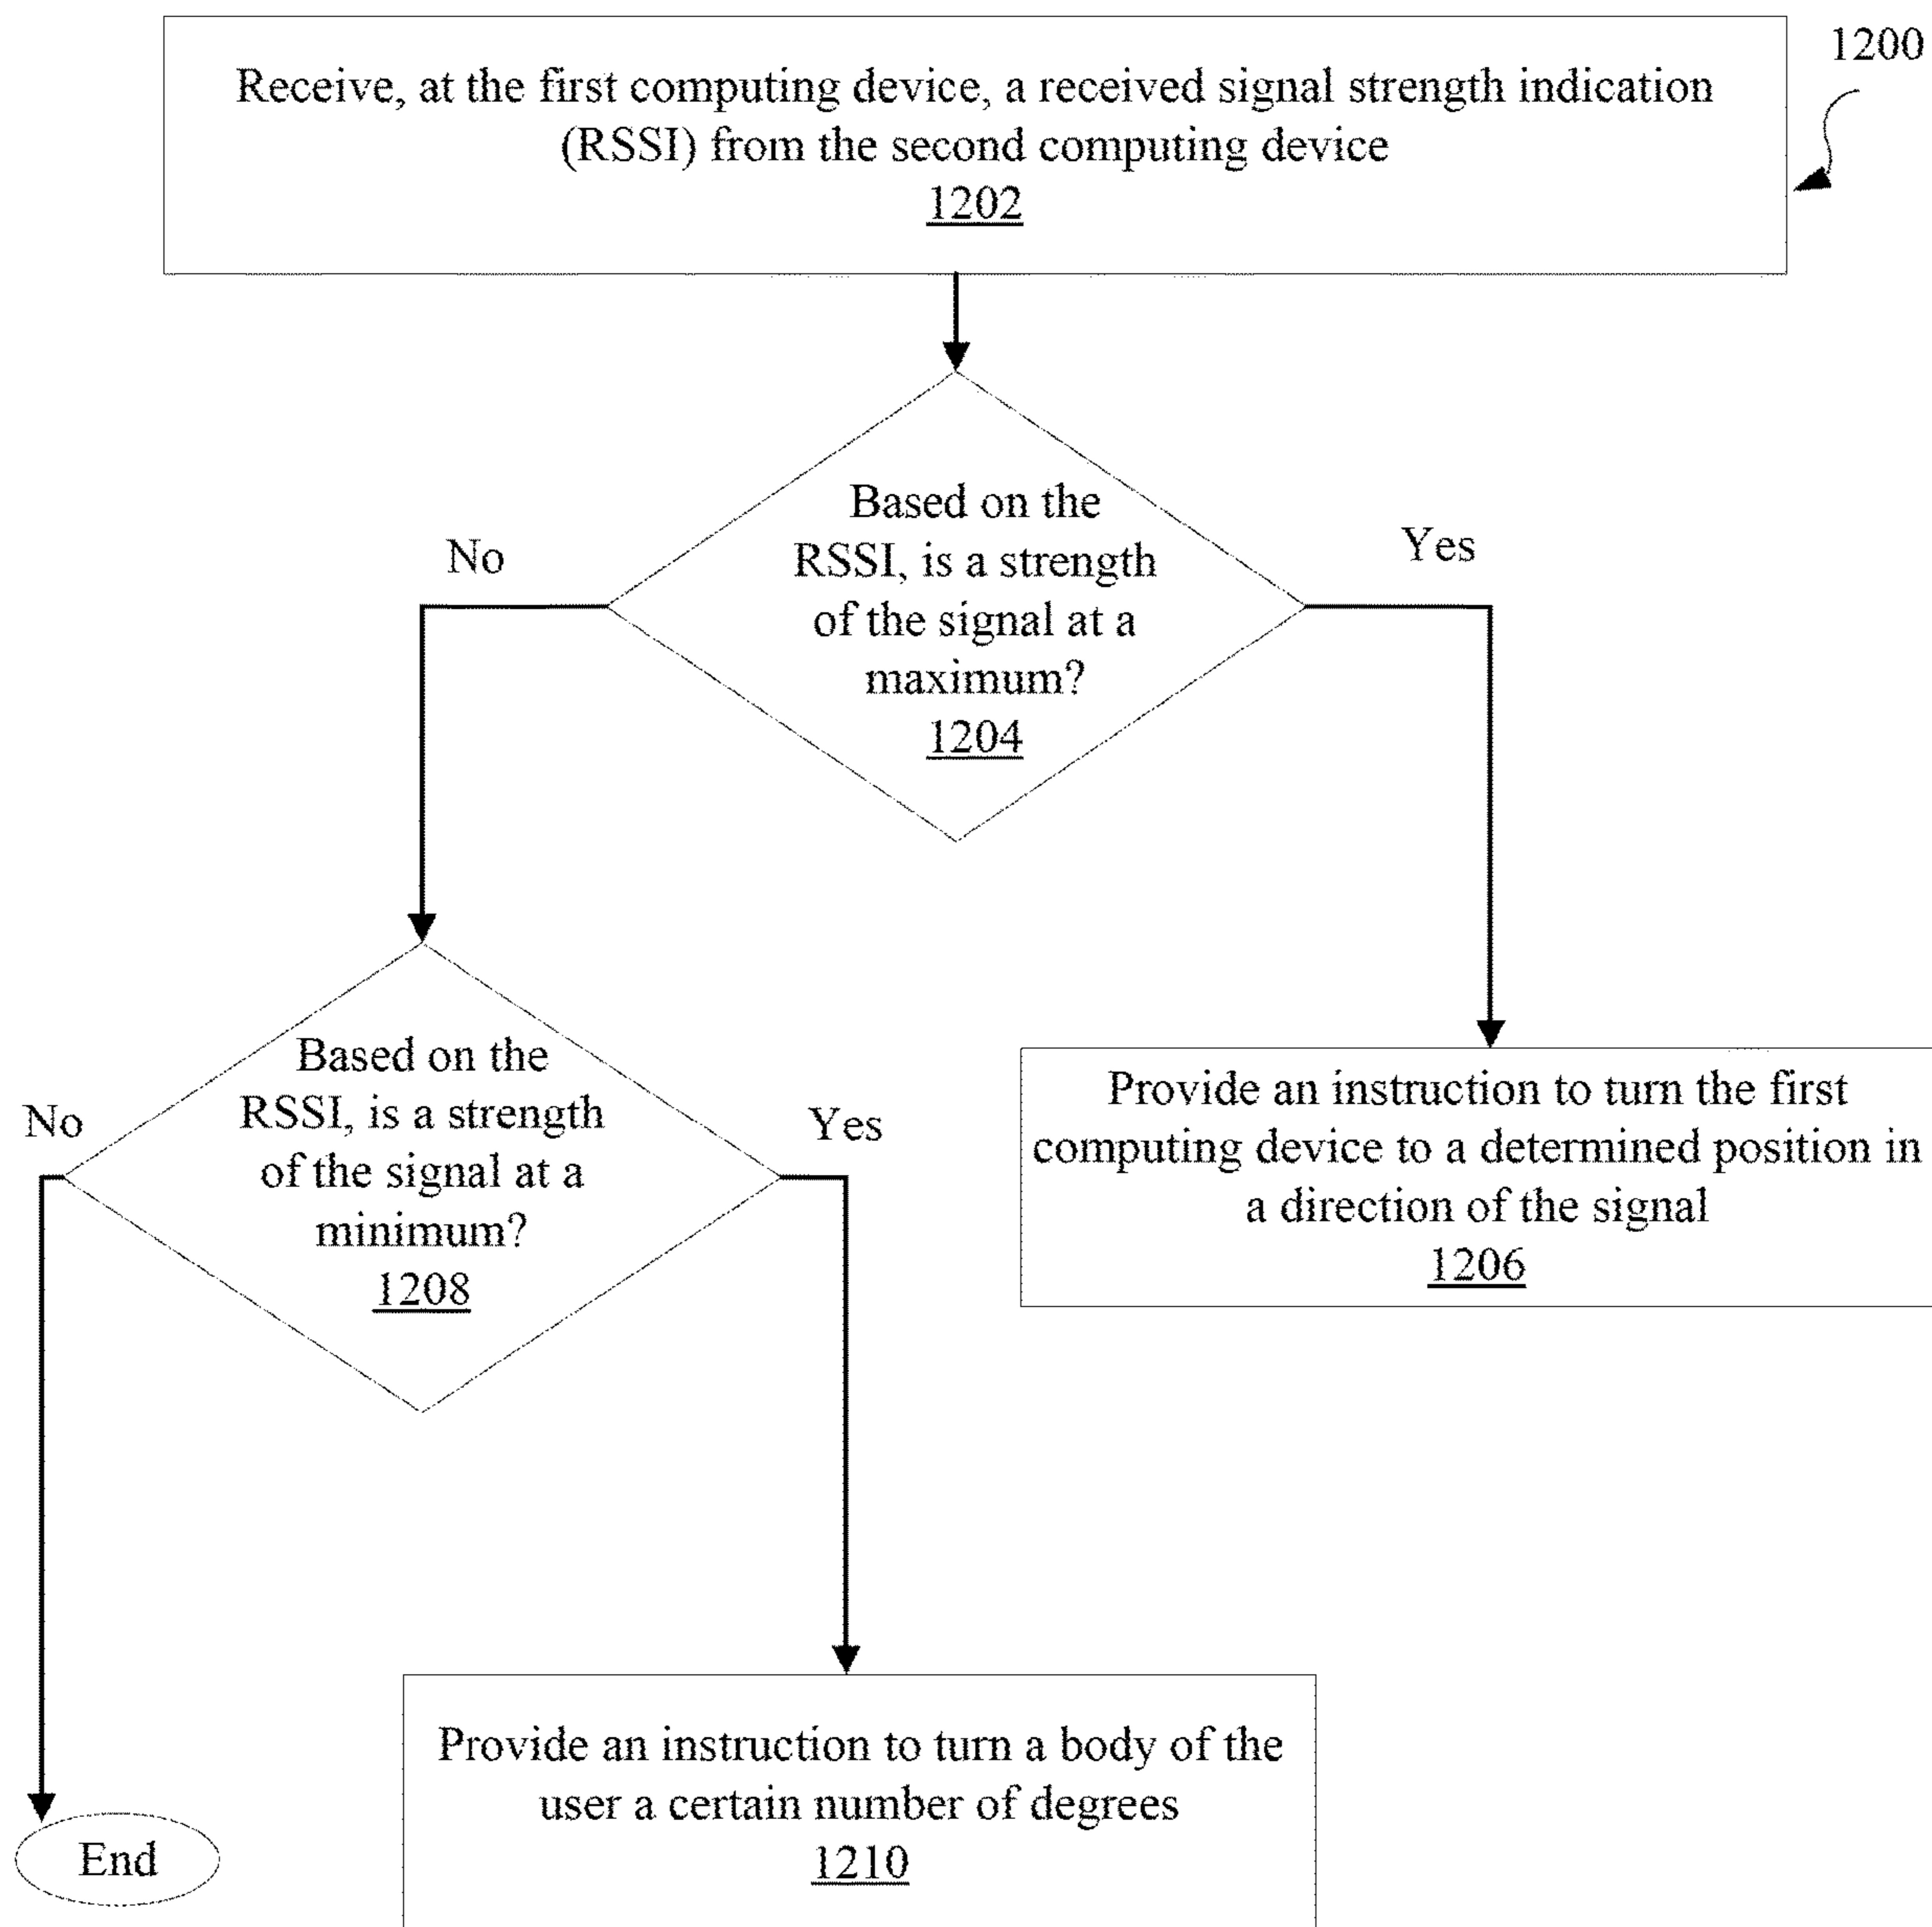 1200
Receive, at the first computing device, a received signal strength indication
(RSSI) from the second computing device
1202
Based on the
RSSI, is a strength
of the signal at a
maximum?
1204
No
Yes
Based on the
RSSI, is a strength
of the signal at a
minimum?
1208
No
Yes
Provide an instruction to turn the first
computing device to a determined position in
a direction of the signal
1206
Provide an instruction to turn a body of the
user a certain number of degrees
1210
End